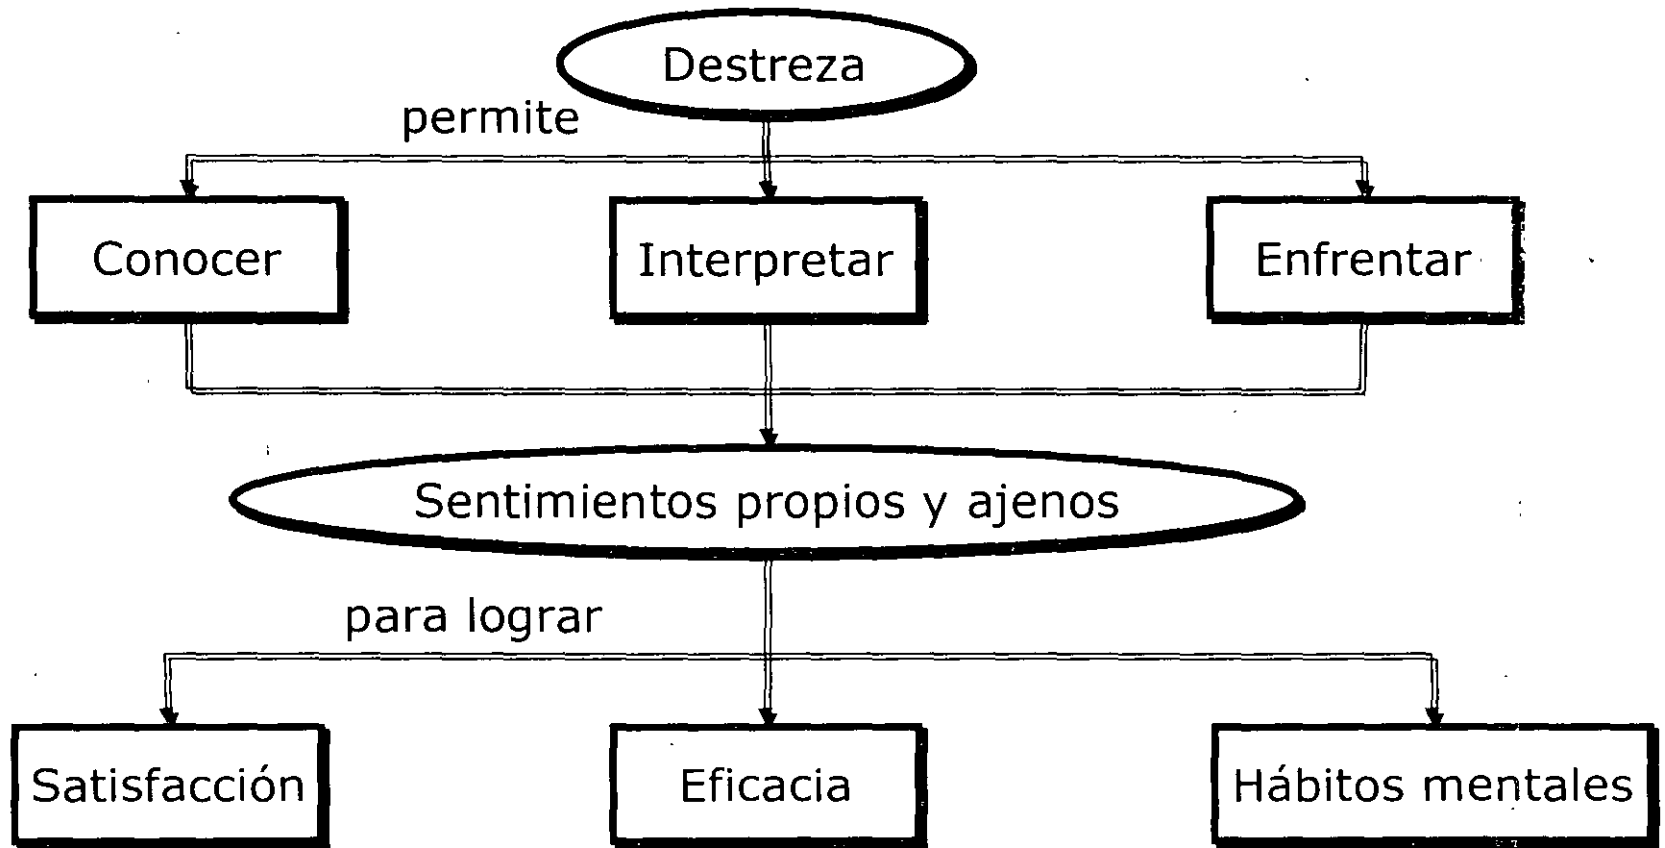 Destreza
permite
Conocer
Interpretar
Enfrentar
Sentimientos propios y ajenos
para lograr
Satisfacción
Eficacia
Hábitos mentales